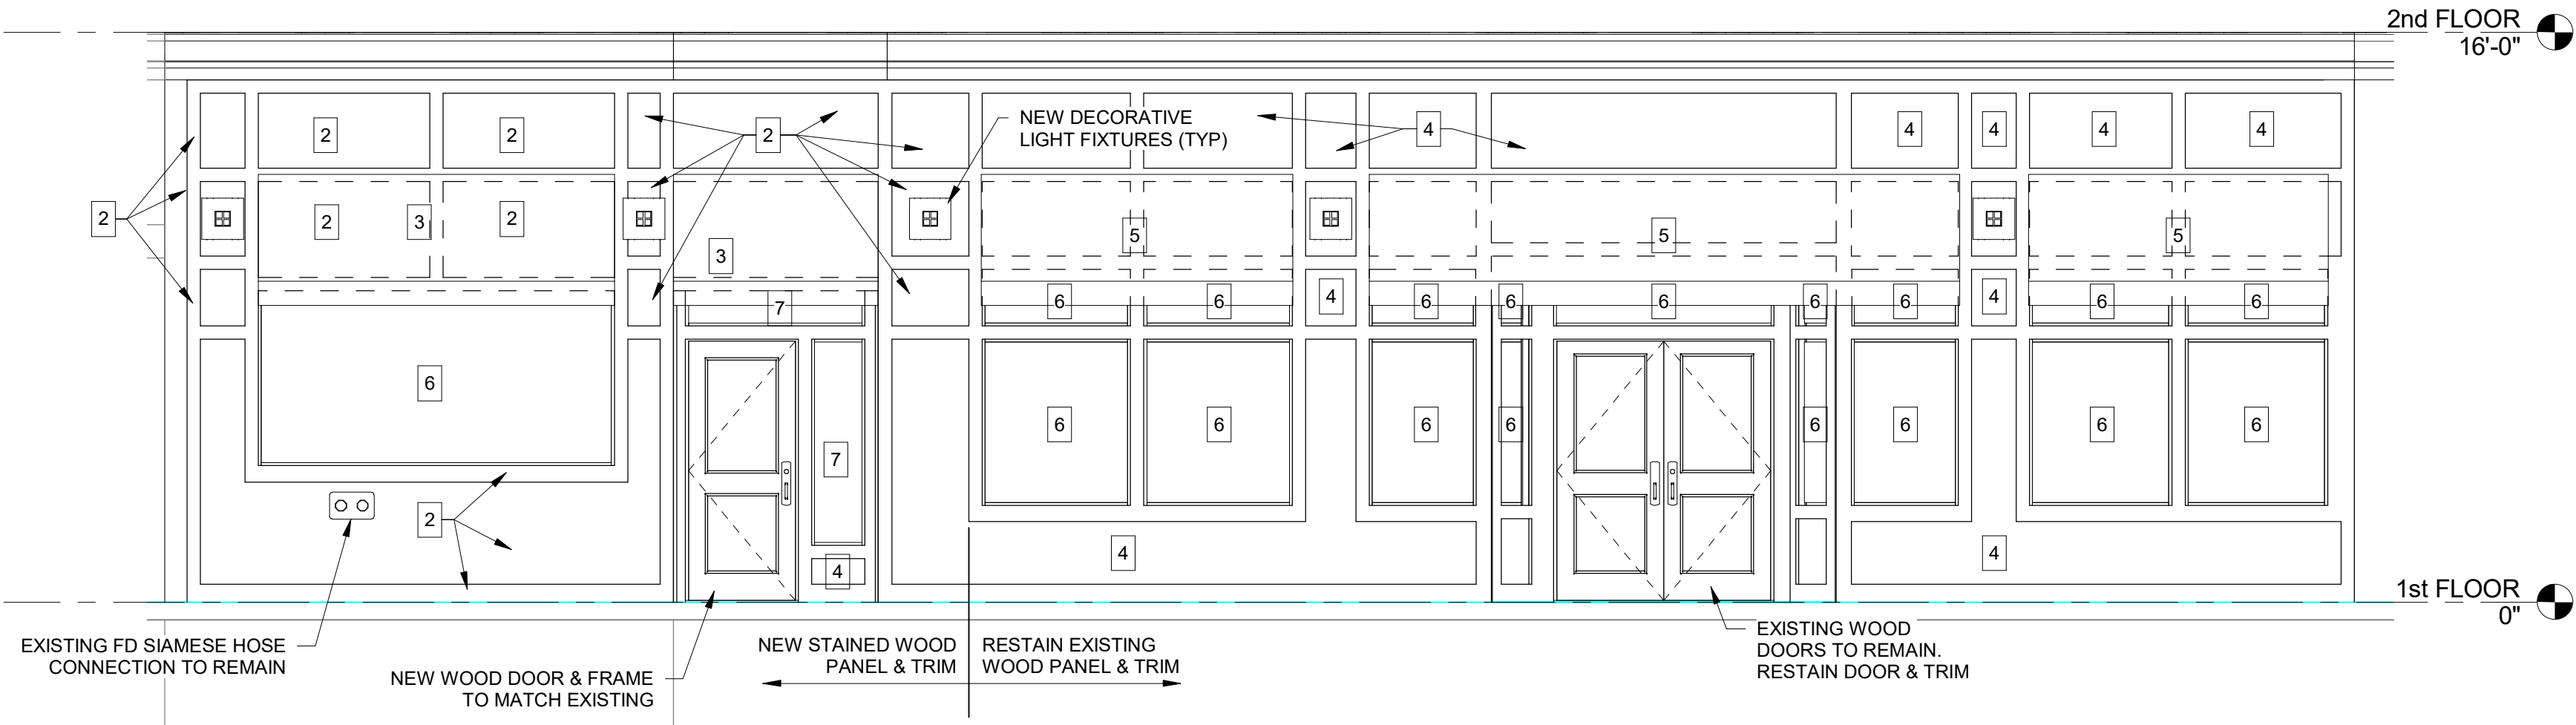 2nd FLOOR
16'-0"
NEW DECORATIVE
LIGHT FIXTURES (TYP)
2 2 2 4 4 4 4 4
2 2 3 2 3 5 5 5
7 6 6 4 6 6 6 6 6 4 6 6
6 7 6 6 6 6 6 6 6 6
2 4 4 4
1st FLOOR
0"
EXISTING FD SIAMESE HOSE
CONNECTION TO REMAIN
NEW WOOD DOOR & FRAME
TO MATCH EXISTING
NEW STAINED WOOD
PANEL & TRIM
RESTAIN EXISTING
WOOD PANEL & TRIM
EXISTING WOOD
DOORS TO REMAIN.
RESTAIN DOOR & TRIM